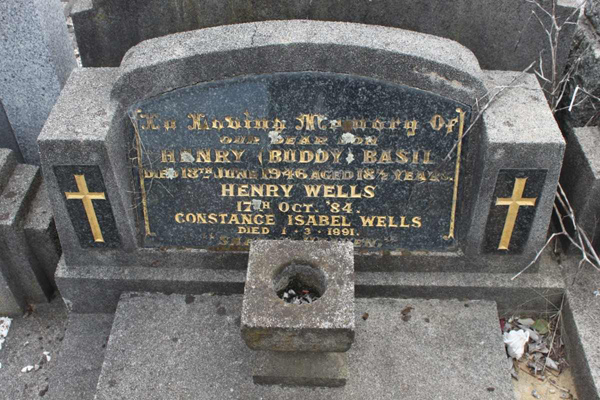 In Loving Memory Of
OUR DEAR SON
HENRY (BUDDY) BASIL
DIED 18TH JUNE 1946 AGED 18½ YEARS.
HENRY WELLS
17TH OCT. '84.
CONSTANCE ISABEL WELLS
DIED 1-3-1991.